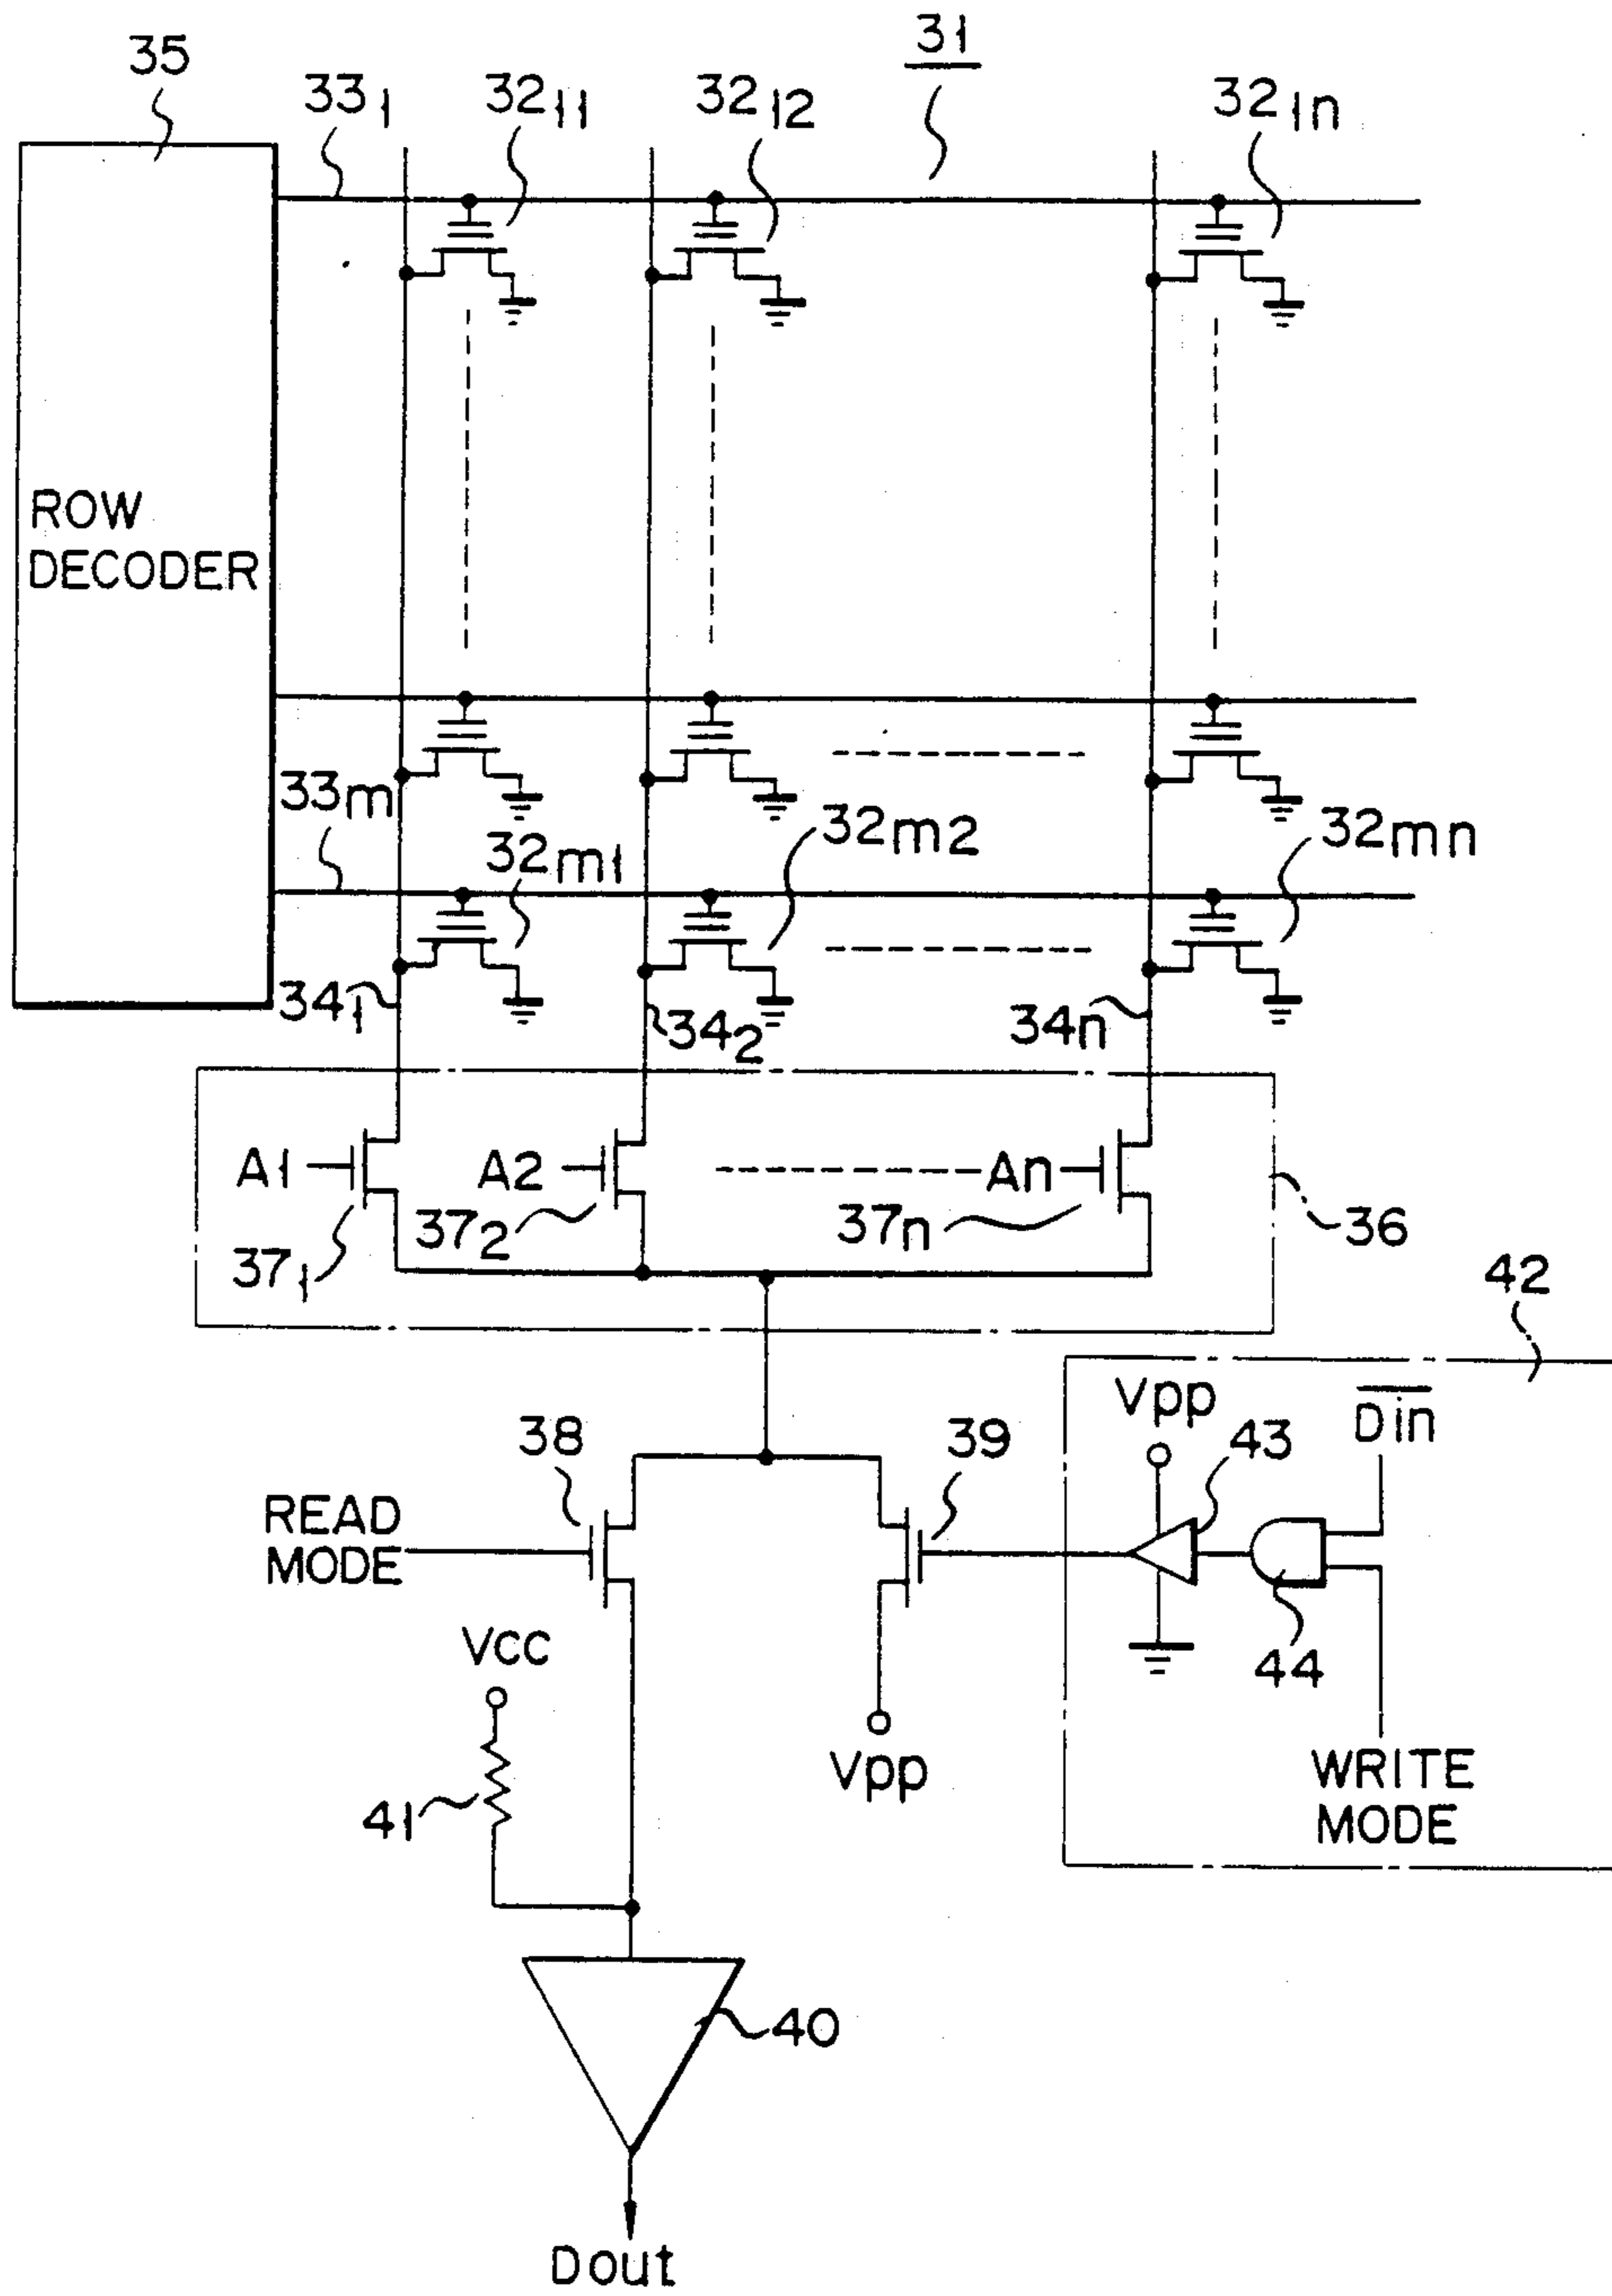 31
35
33₁
32₁₁
32₁₂
32₁ₙ
ROW
DECODER
33m
32m1
32m2
32mn
34₁
34₂
34n
A1
A2
An
37₁
37₂
37n
36
42
Vpp
D̅i̅n̅
38
39
43
READ
MODE
44
VCC
Vpp
WRITE
MODE
41
40
Dout